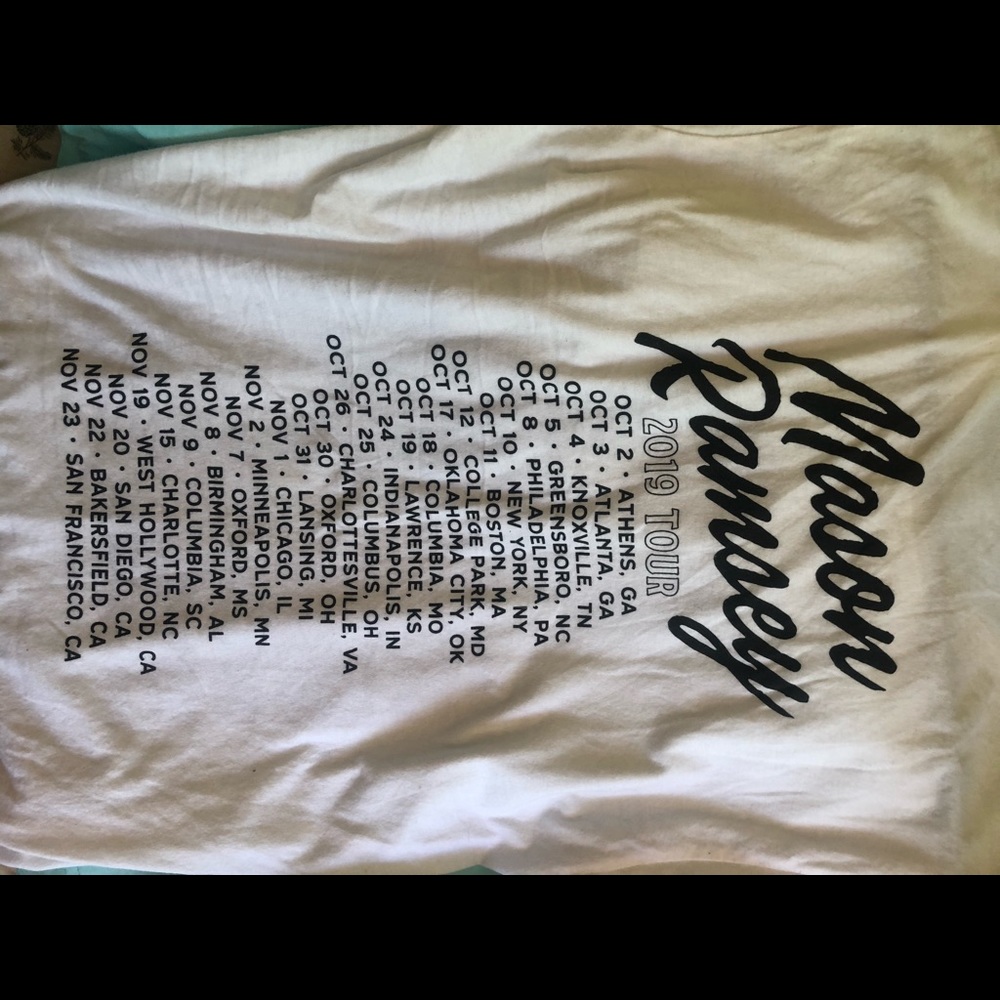 Mason
Ramsey
2019 TOUR
OCT 2 • ATHENS, GA
OCT 3 • ATLANTA, GA
OCT 4 • KNOXVILLE, TN
OCT 5 • GREENSBORO, NC
OCT 8 • PHILADELPHIA, PA
OCT 10 • NEW YORK, NY
OCT 11 • BOSTON, MA
OCT 12 • COLLEGE PARK, MD
OCT 17 • OKLAHOMA CITY, OK
OCT 18 • COLUMBIA, MO
OCT 19 • LAWRENCE, KS
OCT 24 • INDIANAPOLIS, IN
OCT 25 • COLUMBUS, OH
OCT 26 • CHARLOTTESVILLE, VA
OCT 30 • OXFORD, OH
OCT 31 • LANSING, MI
NOV 1 • CHICAGO, IL
NOV 2 • MINNEAPOLIS, MN
NOV 7 • OXFORD, MS
NOV 8 • BIRMINGHAM, AL
NOV 9 • COLUMBIA, SC
NOV 15 • CHARLOTTE, NC
NOV 19 • WEST HOLLYWOOD, CA
NOV 20 • SAN DIEGO, CA
NOV 22 • BAKERSFIELD, CA
NOV 23 • SAN FRANCISCO, CA